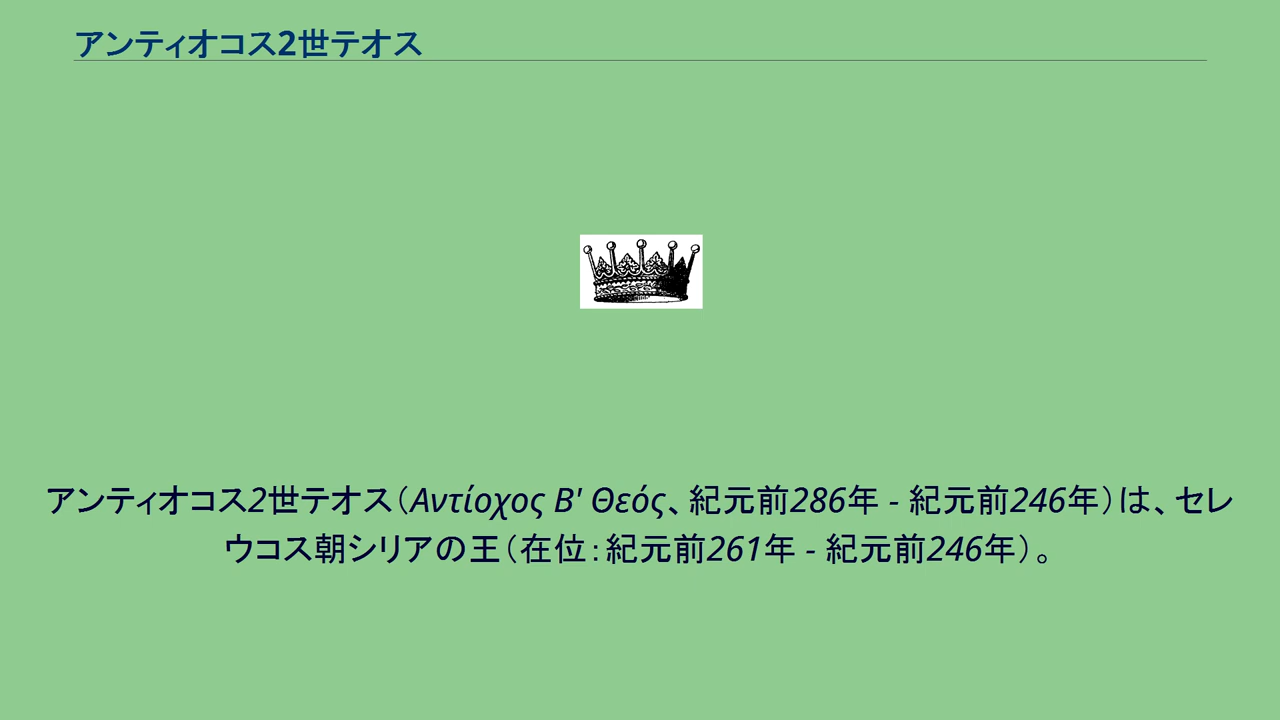 アンティオコス2世テオス
アンティオコス2世テオス（Αντίοχος Β' Θεός、紀元前286年 - 紀元前246年）は、セレ
ウコス朝シリアの王（在位：紀元前261年 - 紀元前246年）。